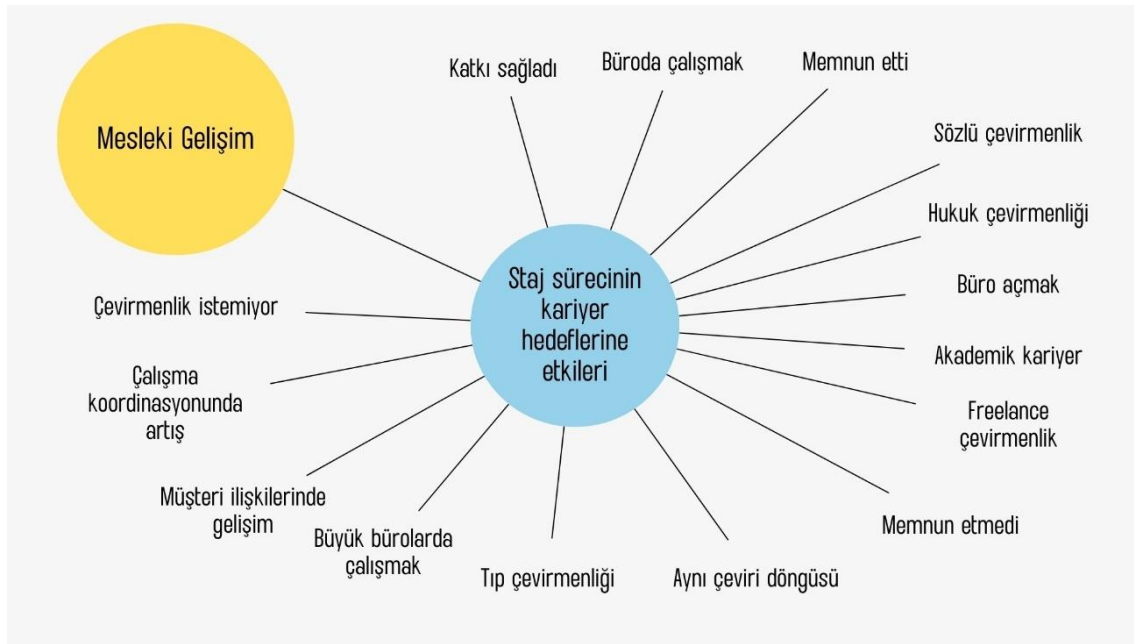 Mesleki Gelişim
Katkı sağladı
Büroda çalışmak
Memnun etti
Sözlü çevirmenlik
Hukuk çevirmenliği
Büro açmak
Akademik kariyer
Freelance
çevirmenlik
Memnun etmedi
Aynı çeviri döngüsü
Tıp çevirmenliği
Büyük bürolarda
çalışmak
Müşteri ilişkilerinde
gelişim
Çalışma
koordinasyonunda
artış
Çevirmenlik istemiyor
Staj sürecinin
kariyer
hedeflerine
etkileri